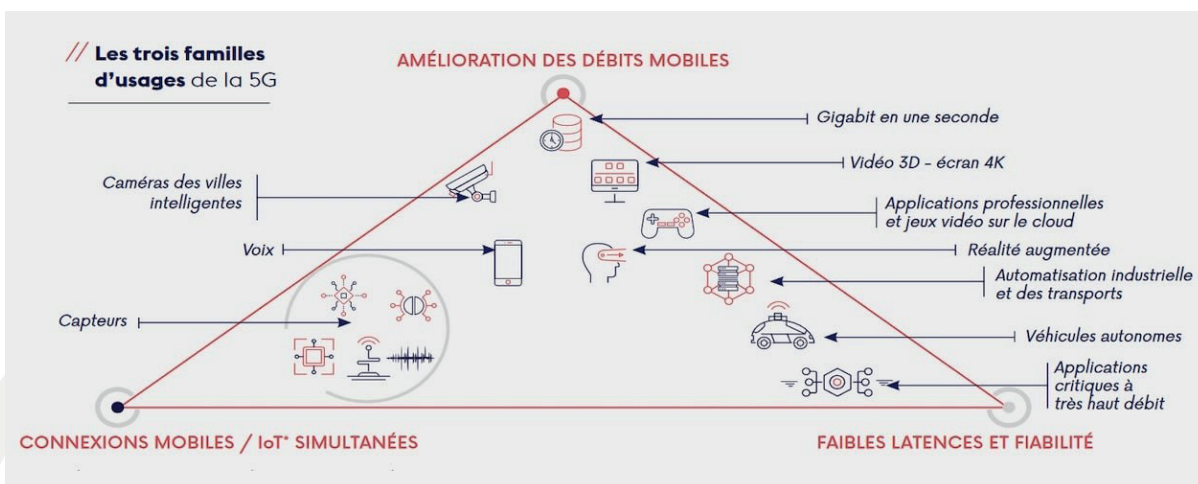 // Les trois familles
d'usages de la 5G
AMÉLIORATION DES DÉBITS MOBILES
Gigabit en une seconde
Vidéo 3D - écran 4K
Caméras des villes
intelligentes
Applications professionnelles
et jeux vidéo sur le cloud
Voix
Réalité augmentée
Automatisation industrielle
et des transports
Capteurs
Véhicules autonomes
Applications
critiques à
très haut débit
CONNEXIONS MOBILES / IoT* SIMULTANÉES
FAIBLES LATENCES ET FIABILITÉ